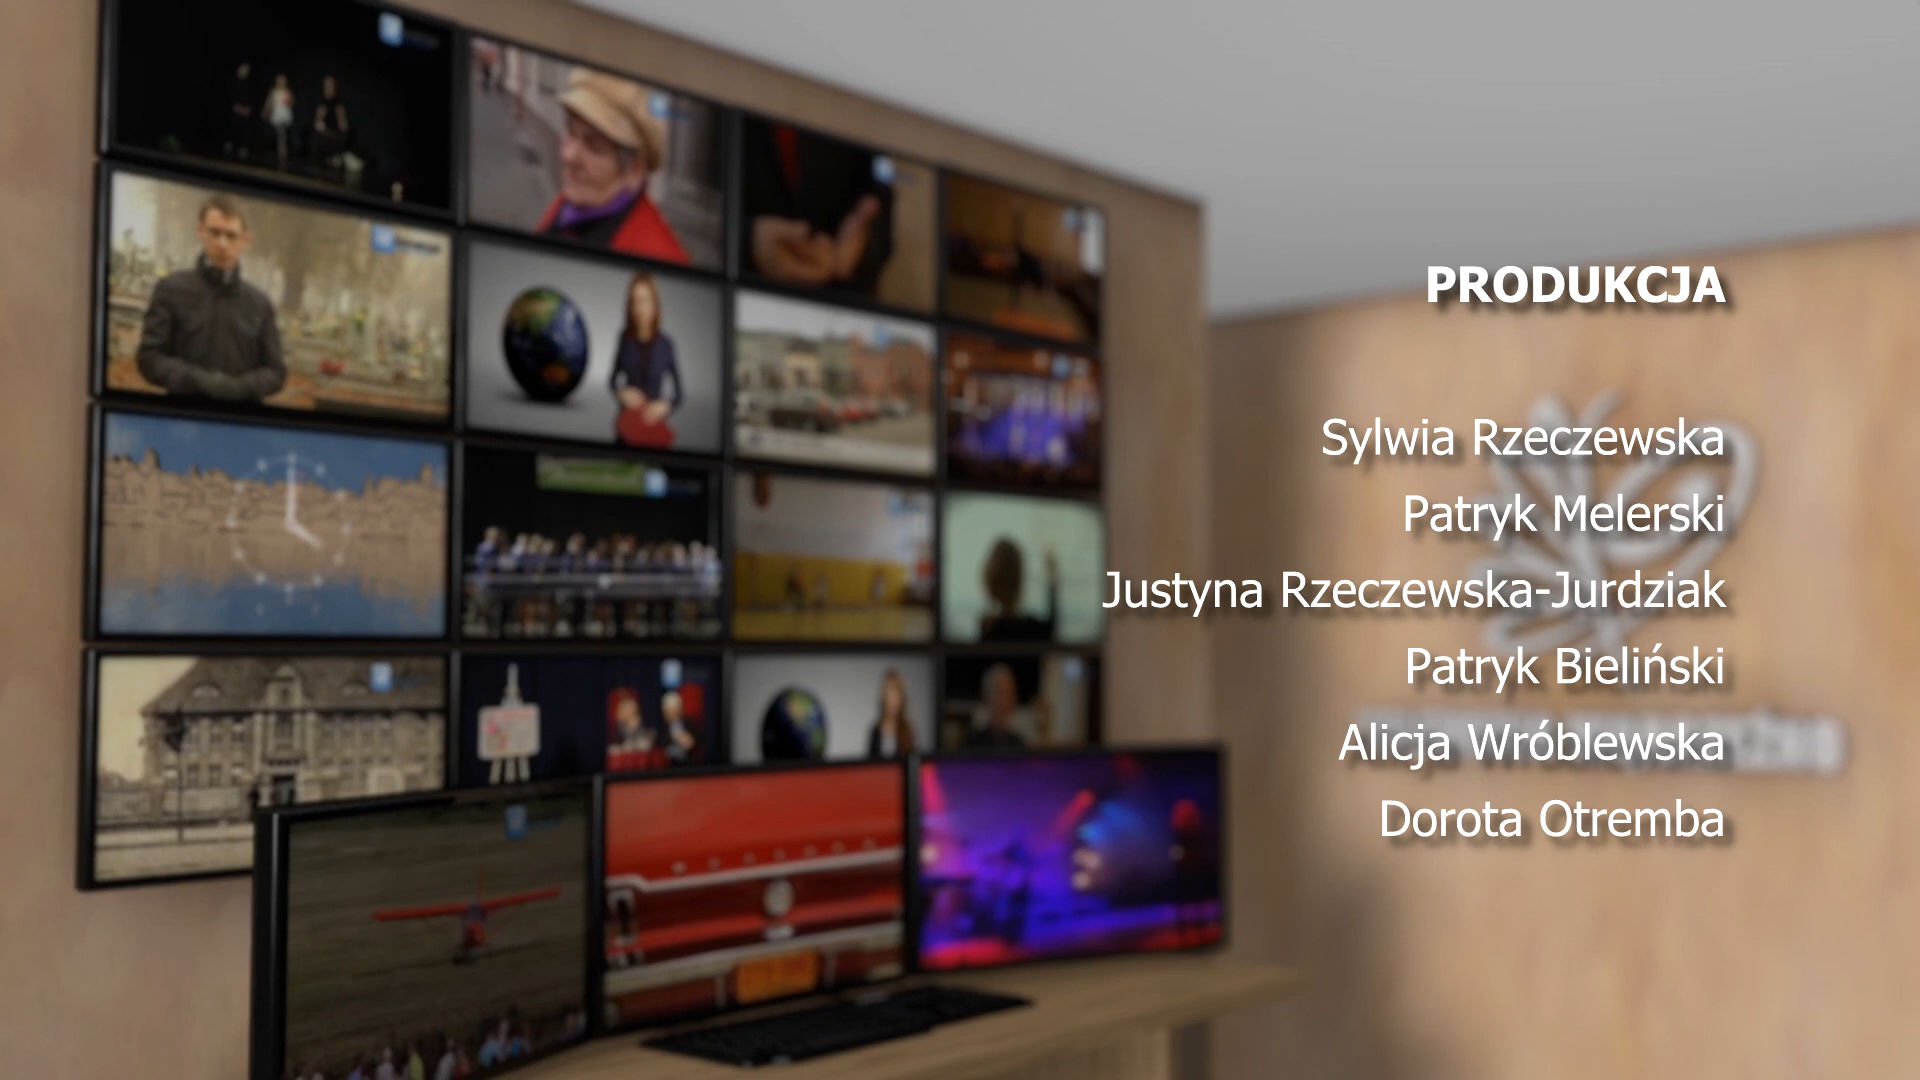 PRODUKCJA
Sylwia Rzeczewska
Patryk Melerski
Justyna Rzeczewska-Jurdziak
Patryk Bieliński
Alicja Wróblewska
Dorota Otremba